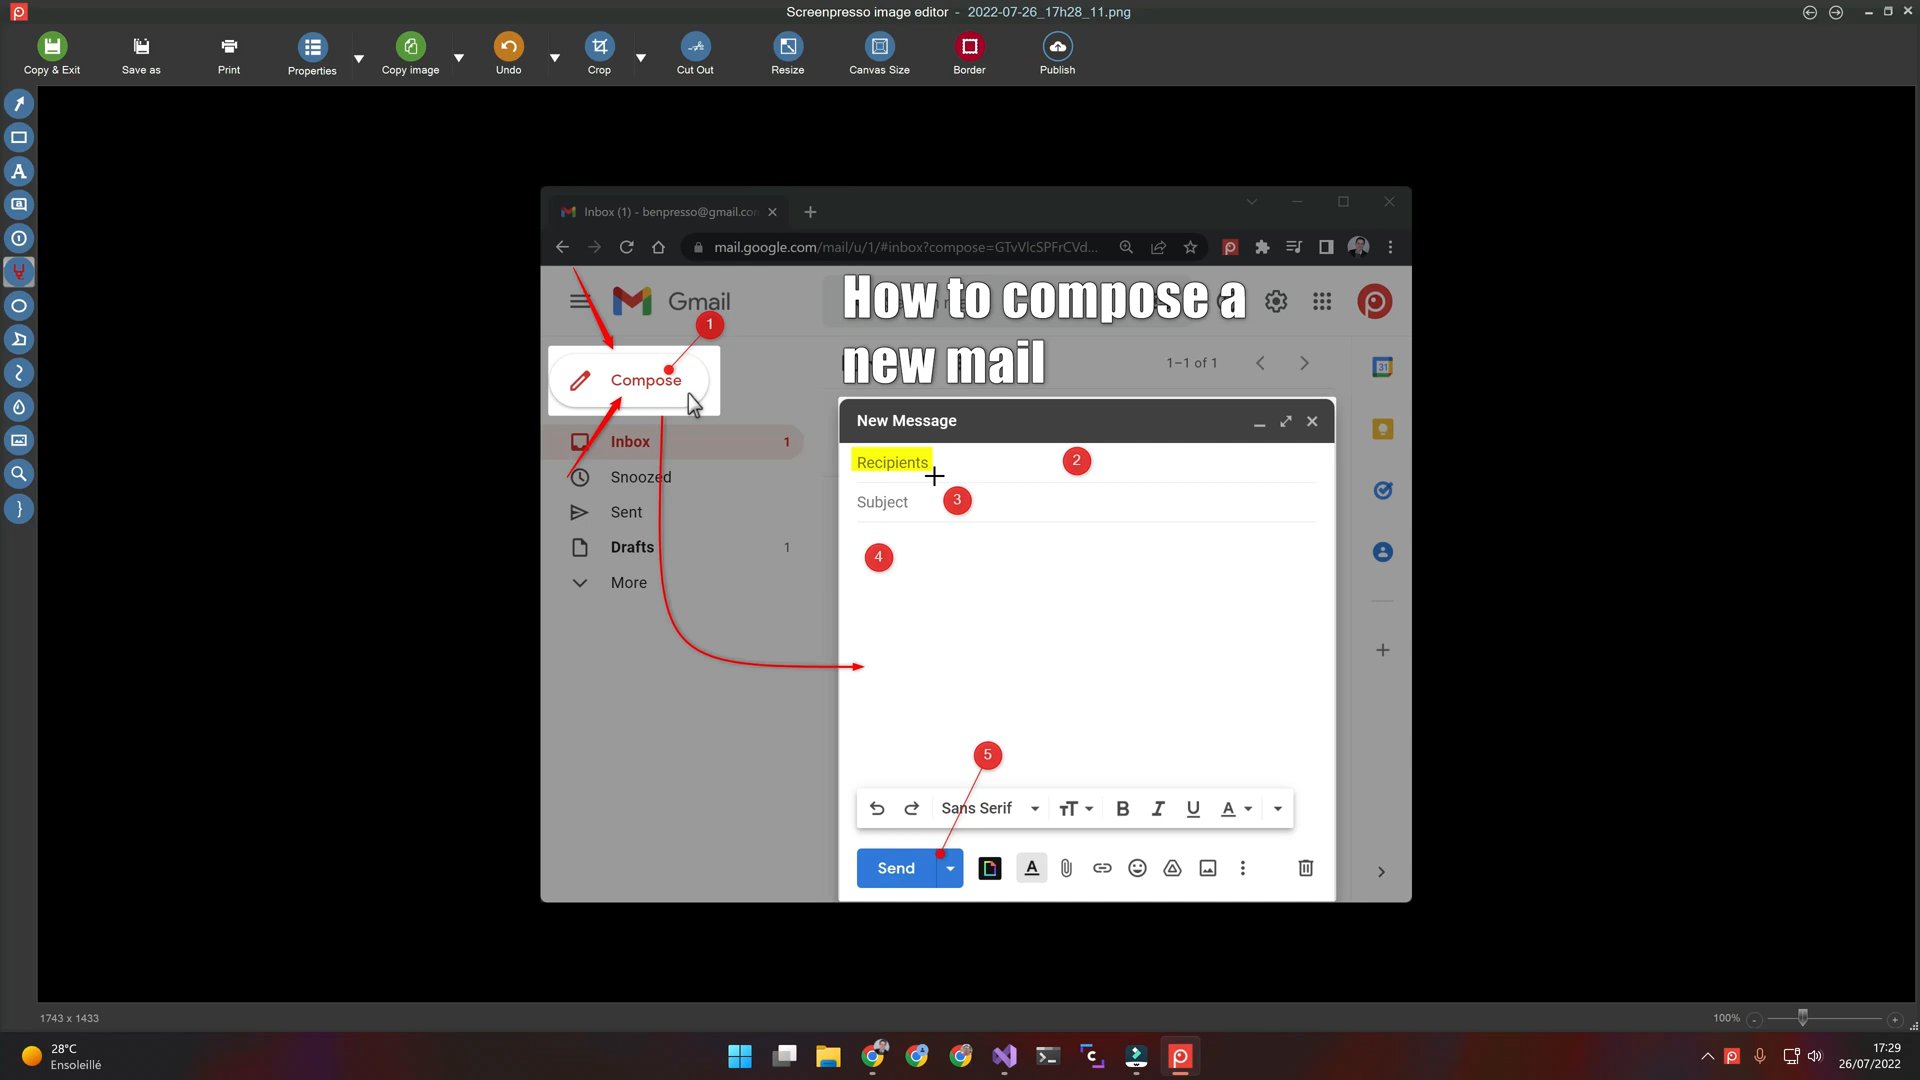 Screenpresso image editor - 2022-07-26_17h28_11.png
Copy & Exit
Save as
Print
Properties
Copy image
Undo
Crop
Cut Out
Resize
Canvas Size
Border
Publish
Inbox (1) - benpresso@gmail.co
mail.google.com/mail/u/1/#inbox?compose=GTvVlcSPFrCVd...
Gmail
How to compose a
new mail
1
1–1 of 1
31
Compose
New Message
Inbox 1
Recipients
2
Snoozed
Subject
3
Sent
Drafts 1
4
More
5
Sans Serif
B I U A
Send
A
1743 x 1433
100%
28°C
Ensoleillé
17:29
26/07/2022